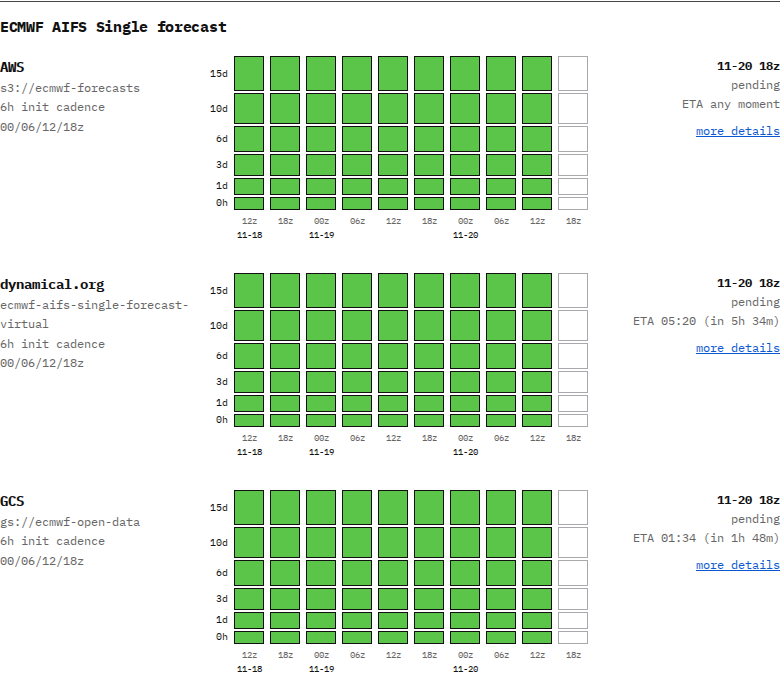 ECMWF AIFS Single forecast
AWS
s3://ecmwf-forecasts
6h init cadence
00/06/12/18z
15d
10d
6d
3d
1d
0h
12z 18z 00z 06z 12z 18z 00z 06z 12z 18z
11-18 11-19 11-20
11-20 18z
pending
ETA any moment
more details
dynamical.org
ecmwf-aifs-single-forecast-
virtual
6h init cadence
00/06/12/18z
15d
10d
6d
3d
1d
0h
12z 18z 00z 06z 12z 18z 00z 06z 12z 18z
11-18 11-19 11-20
11-20 18z
pending
ETA 05:20 (in 5h 34m)
more details
GCS
gs://ecmwf-open-data
6h init cadence
00/06/12/18z
15d
10d
6d
3d
1d
0h
12z 18z 00z 06z 12z 18z 00z 06z 12z 18z
11-18 11-19 11-20
11-20 18z
pending
ETA 01:34 (in 1h 48m)
more details